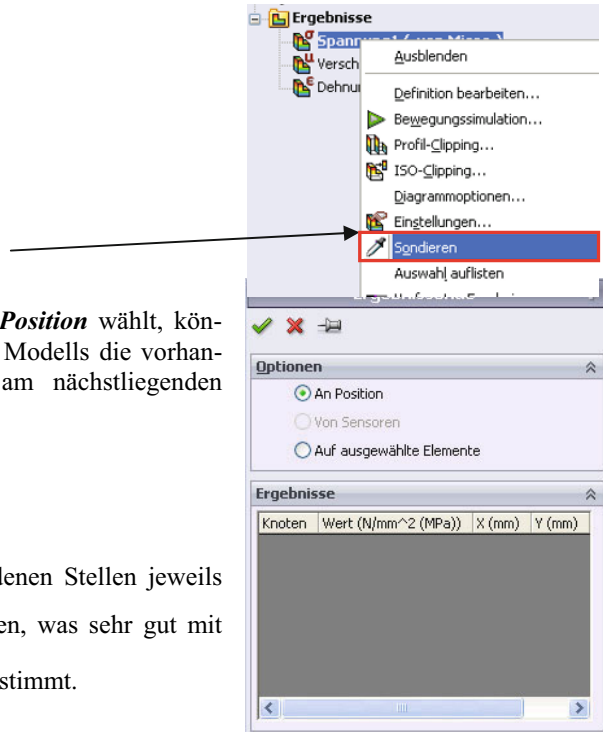 Ergebnisse
Spannung1 (-von Mises-)
Versch
Dehnu
Ausblenden
Definition bearbeiten...
Bewegungssimulation...
Profil-Clipping...
ISO-Clipping...
Diagrammoptionen...
Einstellungen...
Sondieren
Auswahl auflisten
Position wählt, kön-
Modells die vorhan-
am nächstliegenden
Optionen
An Position
Von Sensoren
Auf ausgewählte Elemente
Ergebnisse
Knoten Wert (N/mm^2 (MPa)) X (mm) Y (mm)
denen Stellen jeweils
en, was sehr gut mit
stimmt.